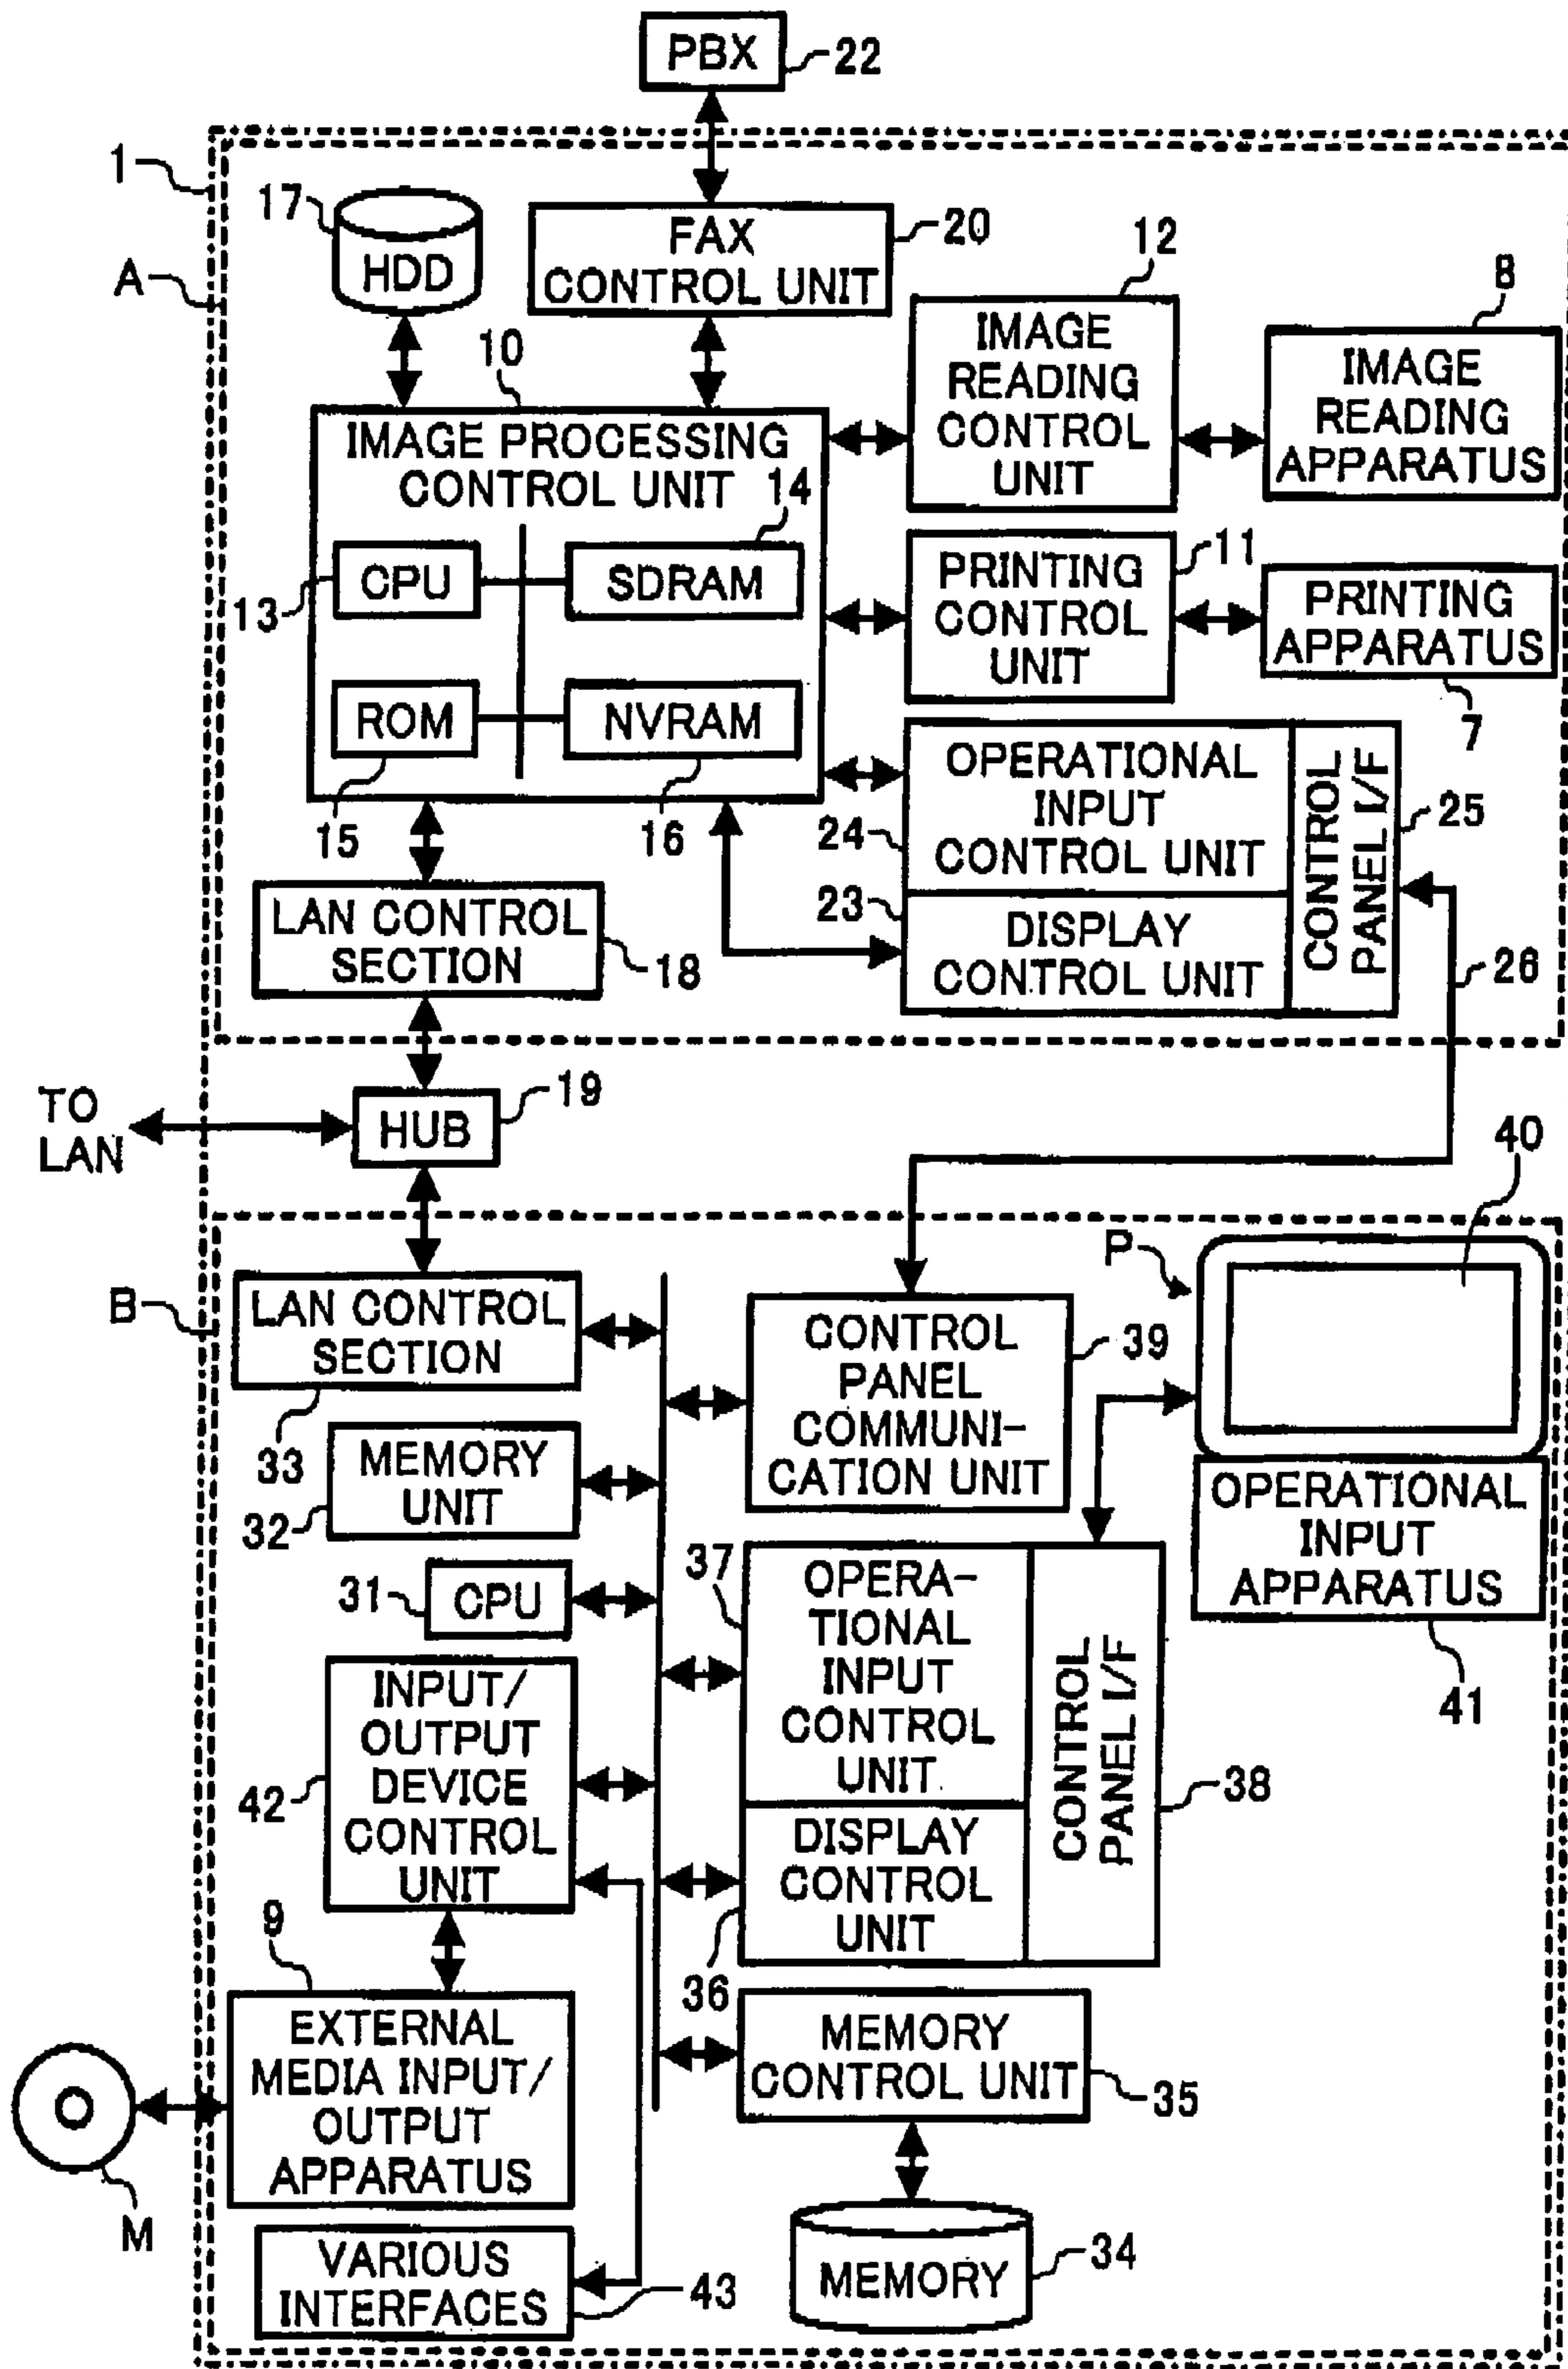 PBX
22
1
17
HDD
A
FAX
CONTROL UNIT
20
12
IMAGE
READING
CONTROL
UNIT
8
IMAGE
READING
APPARATUS
10
IMAGE PROCESSING
CONTROL UNIT
14
CPU
13
SDRAM
ROM
15
NVRAM
16
PRINTING
CONTROL
UNIT
11
PRINTING
APPARATUS
7
OPERATIONAL
INPUT
CONTROL UNIT
24
23
DISPLAY
CONTROL UNIT
CONTROL
PANEL I/F
25
26
LAN CONTROL
SECTION
18
TO
LAN
HUB
19
40
P
B
LAN CONTROL
SECTION
33
CONTROL
PANEL
COMMUNI-
CATION UNIT
39
MEMORY
UNIT
32
OPERATIONAL
INPUT
APPARATUS
41
31
CPU
37
OPERA-
TIONAL
INPUT
CONTROL
UNIT
CONTROL
PANEL I/F
38
INPUT/
OUTPUT
DEVICE
CONTROL
UNIT
42
DISPLAY
CONTROL
UNIT
36
9
EXTERNAL
MEDIA INPUT/
OUTPUT
APPARATUS
M
MEMORY
CONTROL UNIT
35
VARIOUS
INTERFACES
43
MEMORY
34